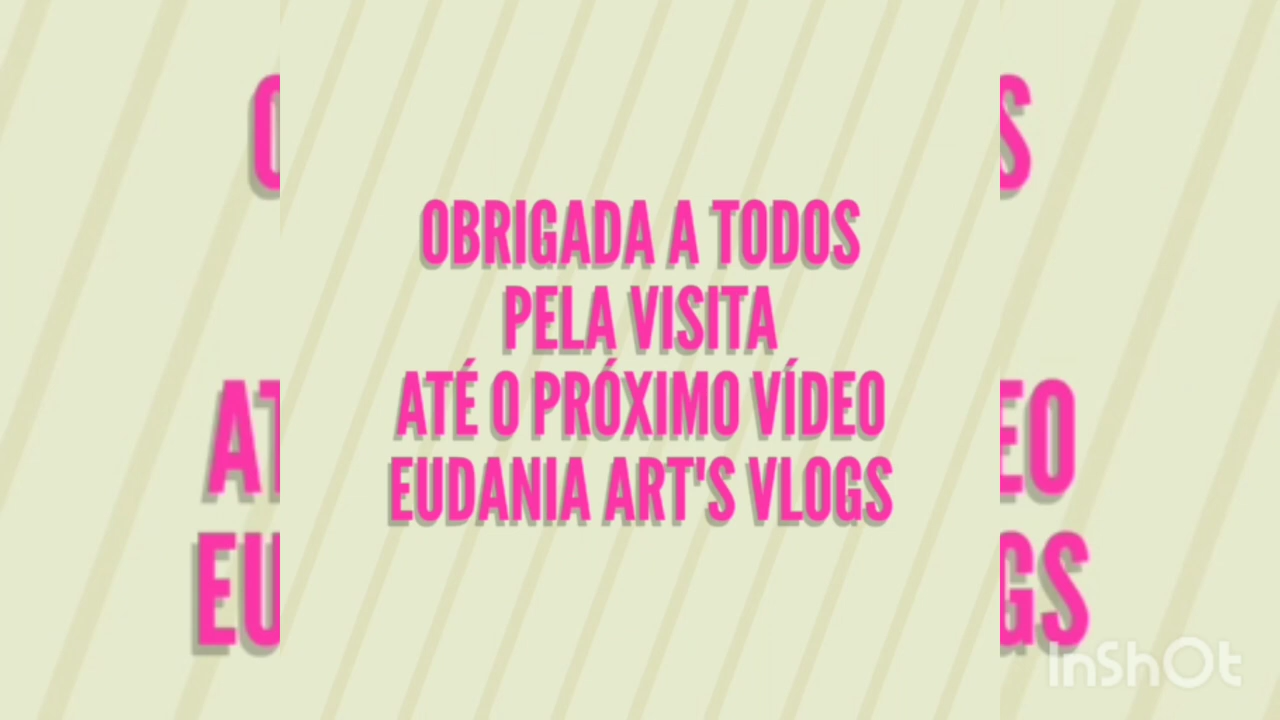 OBRIGADA A TODOS
PELA VISITA
ATÉ O PRÓXIMO VÍDEO
EUDANIA ART'S VLOGS
InShOt